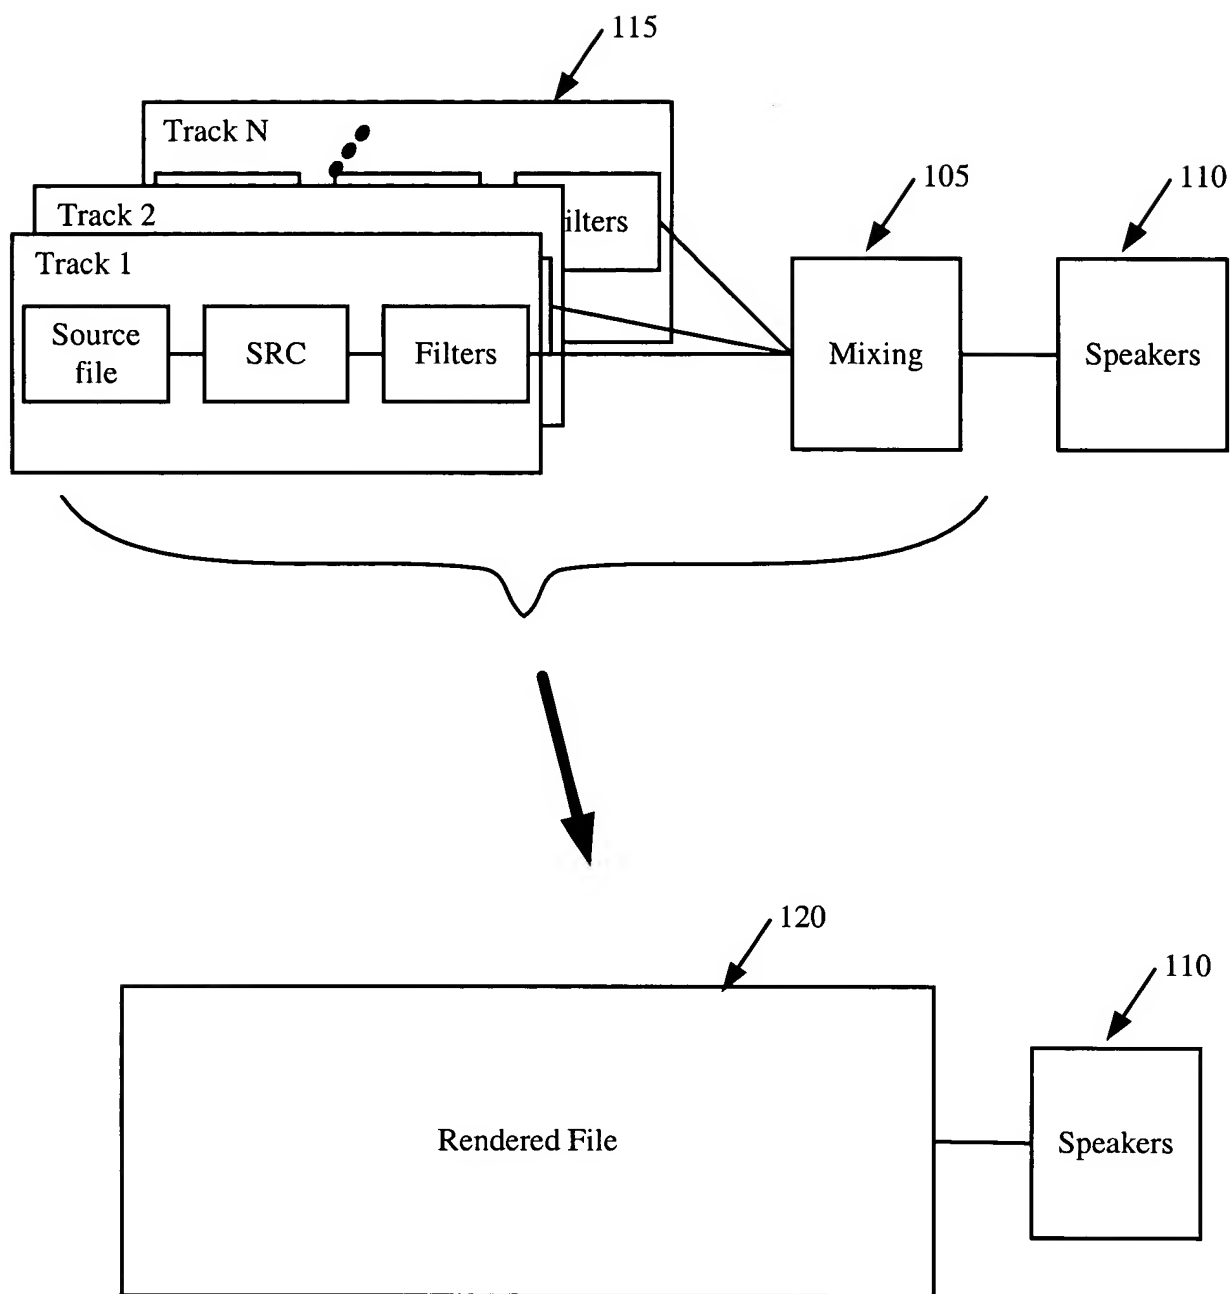 115
Track N
105
110
Track 2
ilters
Track 1
Source
file
SRC
Filters
Mixing
Speakers
120
110
Rendered File
Speakers